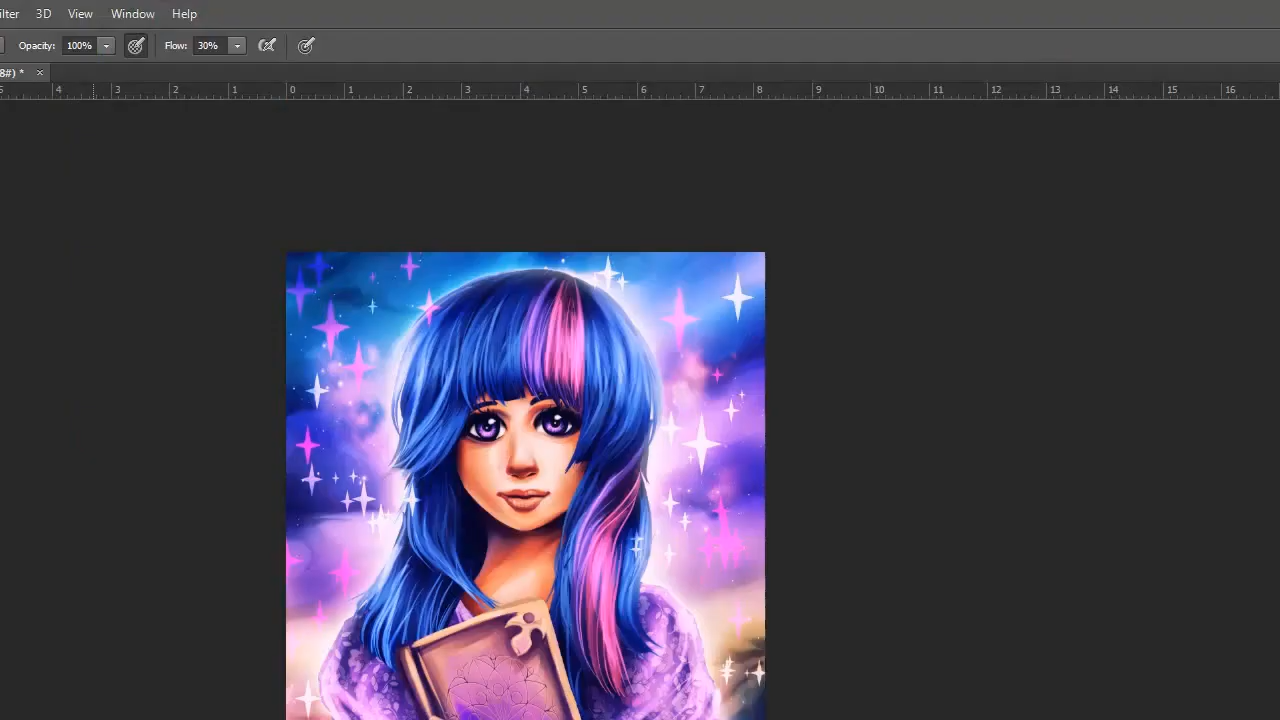 ilter 3D View Window Help
Opacity: 100% Flow: 30%
8#) * ×
5 4 3 2 1 0 1 2 3 4 5 6 7 8 9 10 11 12 13 14 15 16